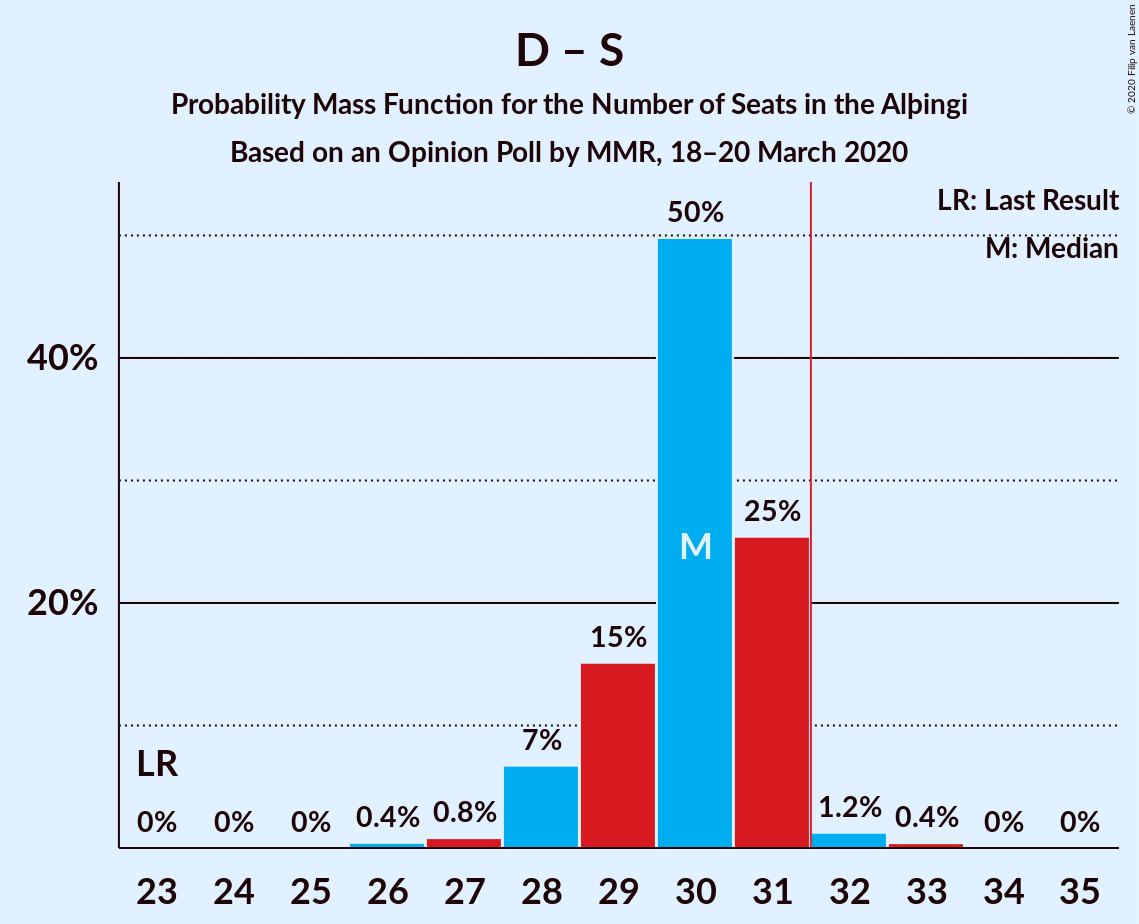 D – S
Probability Mass Function for the Number of Seats in the Alþingi
Based on an Opinion Poll by MMR, 18–20 March 2020
© 2020 Filip van Laenen
LR: Last Result
M: Median
40%
20%
LR
0%
0%
0%
0.4%
0.8%
7%
15%
50%
M
25%
1.2%
0.4%
0%
0%
23 24 25 26 27 28 29 30 31 32 33 34 35